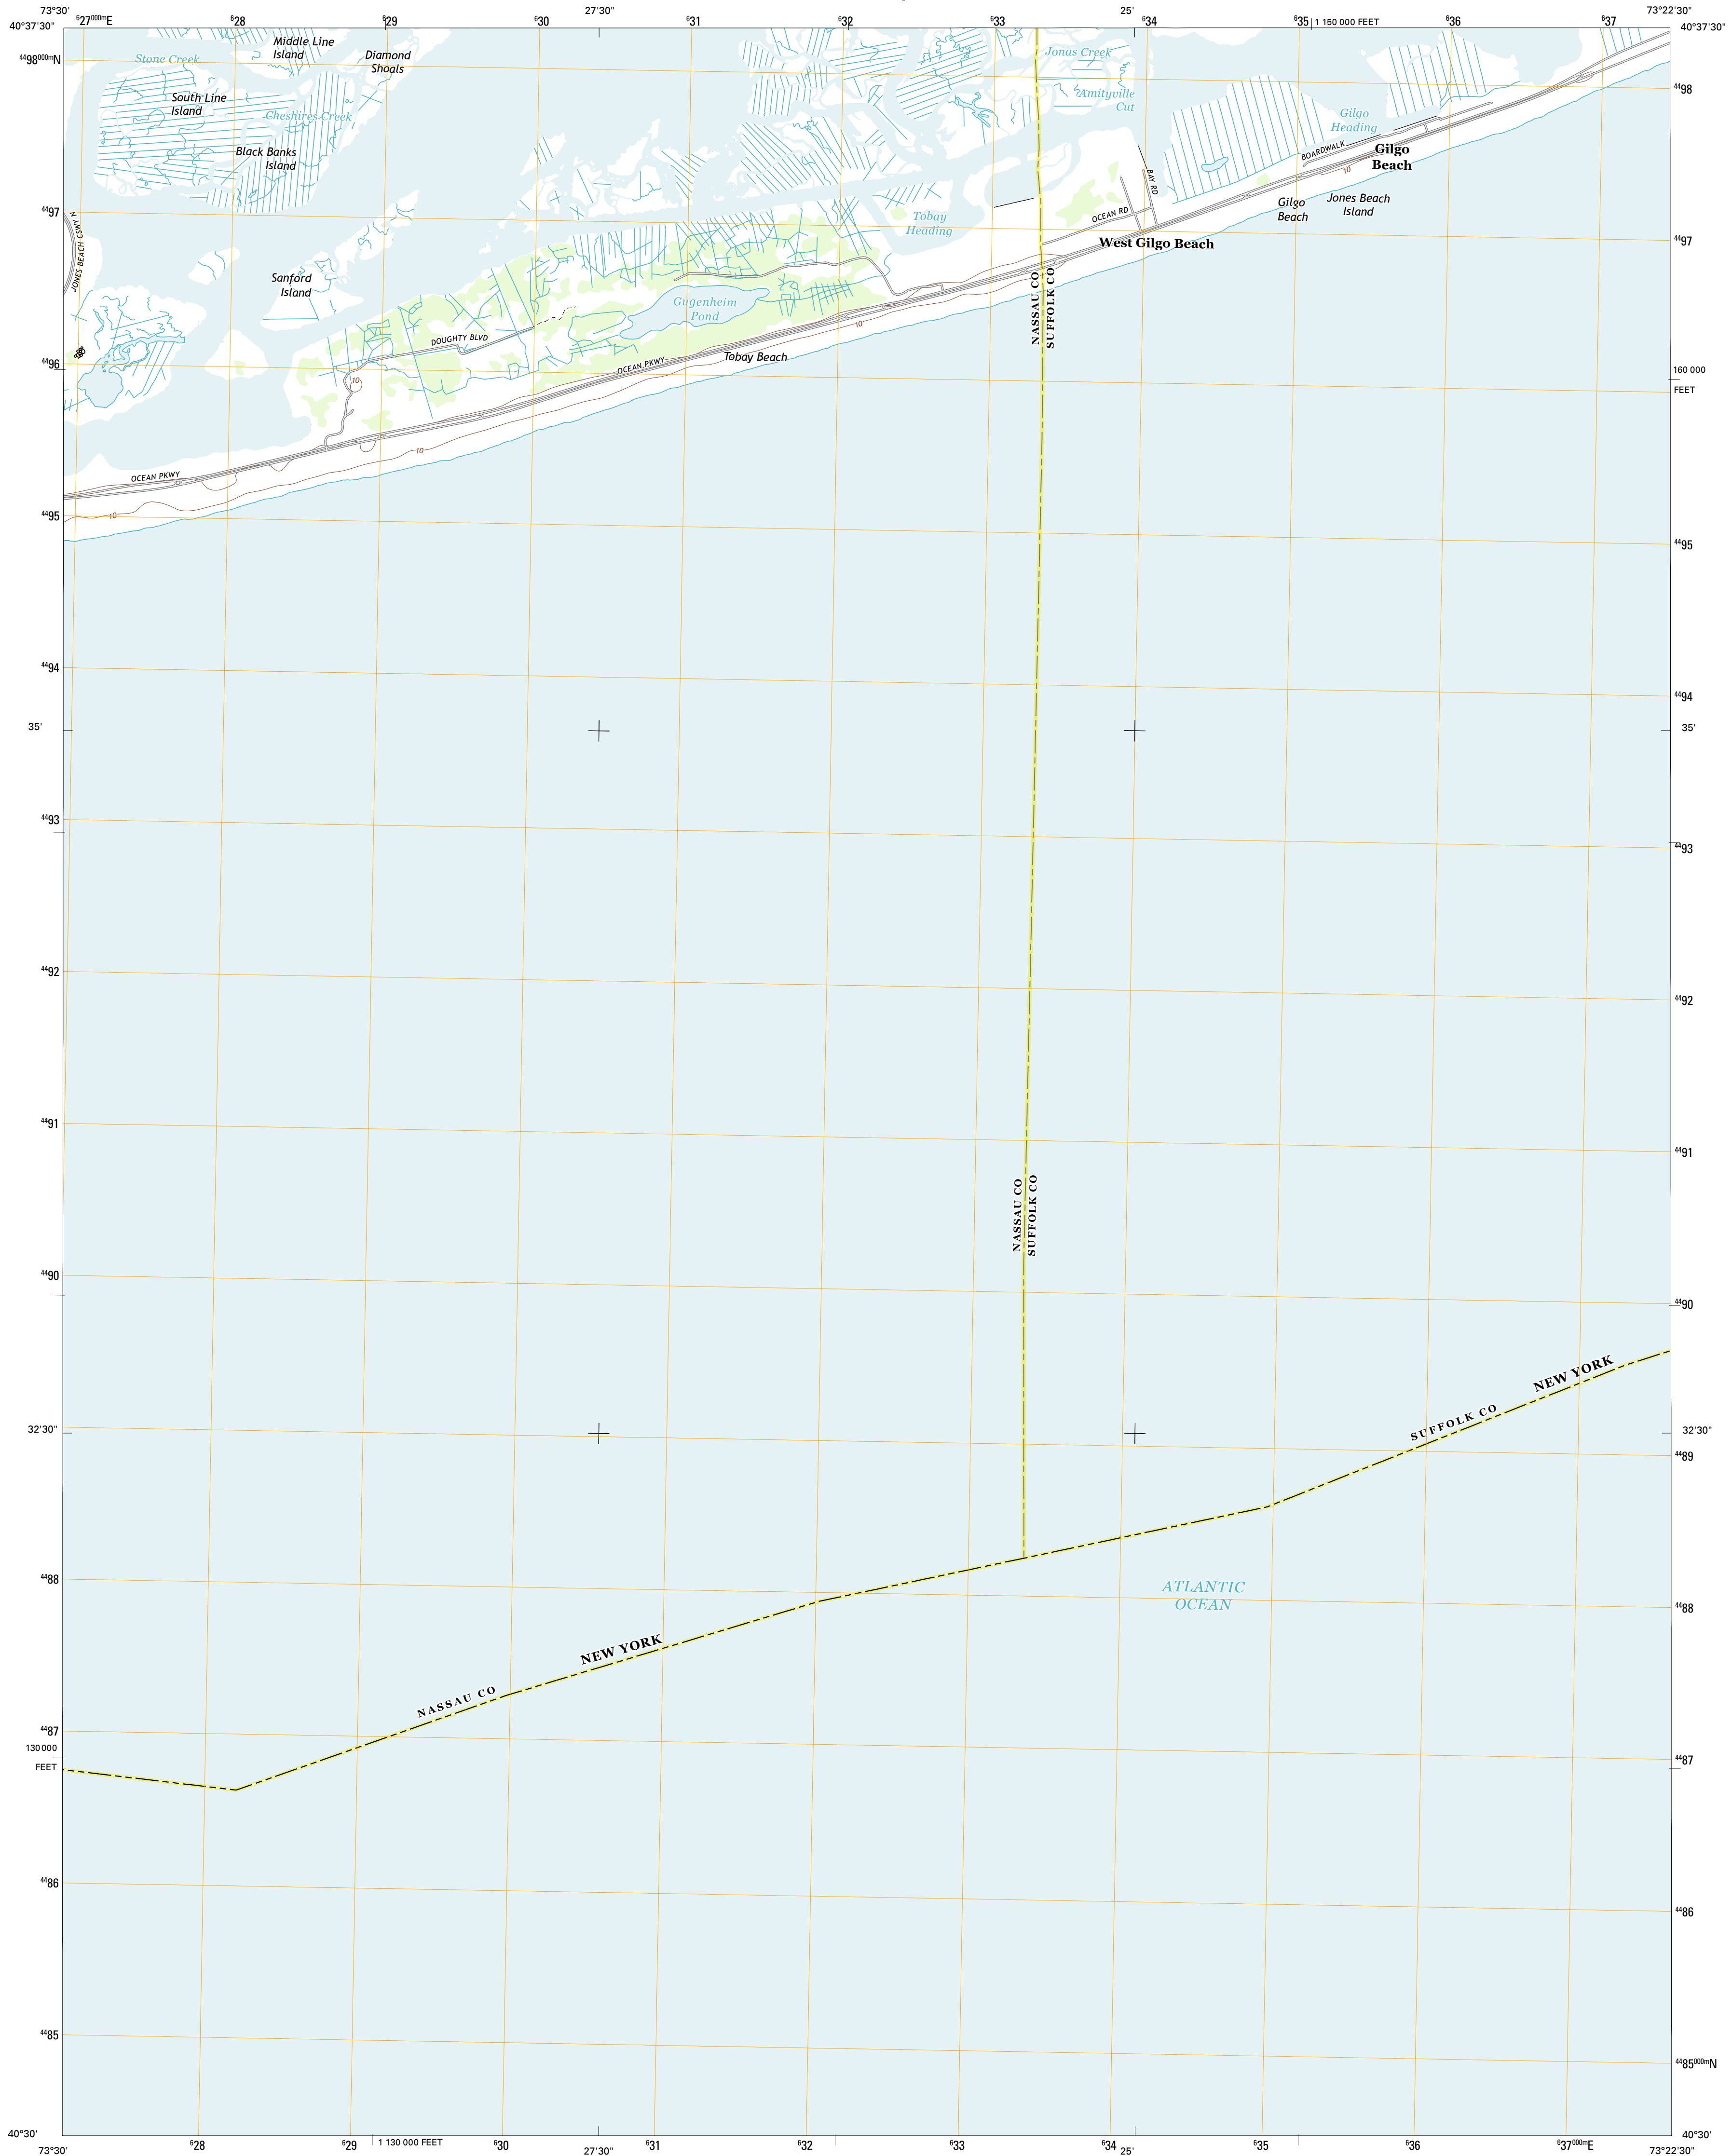 73°30'
⁶27⁰⁰⁰ᵐE
⁶28
⁶29
⁶30
27'30"
⁶31
⁶32
⁶33
25'
⁶34
⁶35
1 150 000 FEET
⁶36
⁶37
73°22'30"
40°37'30"
40°37'30"
⁴⁴98⁰⁰⁰ᵐN
Stone Creek
Middle Line
Island
Diamond
Shoals
Jonas Creek
South Line
Island
Cheshires Creek
Amityville
Cut
⁴⁴98
Gilgo
Heading
Black Banks
Island
BOARDWALK
Gilgo
Beach
10
BAY RD
⁴⁴97
JONES BEACH CSWY N
Tobay
Heading
OCEAN RD
Gilgo
Beach
Jones Beach
Island
West Gilgo Beach
⁴⁴97
Sanford
Island
NASSAU CO
SUFFOLK CO
Gugenheim
Pond
10
DOUGHTY BLVD
Tobay Beach
OCEAN PKWY
⁴⁴96
10
160 000
FEET
10
OCEAN PKWY
10
⁴⁴95
⁴⁴95
⁴⁴94
⁴⁴94
35'
35'
⁴⁴93
⁴⁴93
⁴⁴92
⁴⁴92
⁴⁴91
⁴⁴91
NASSAU CO
SUFFOLK CO
⁴⁴90
⁴⁴90
NEW YORK
SUFFOLK CO
32'30"
32'30"
⁴⁴89
⁴⁴88
ATLANTIC
OCEAN
⁴⁴88
NEW YORK
NASSAU CO
⁴⁴87
130 000
FEET
⁴⁴87
⁴⁴86
⁴⁴86
⁴⁴85
⁴⁴85⁰⁰⁰ᵐN
40°30'
40°30'
73°30'
⁶28
⁶29
1 130 000 FEET
⁶30
27'30"
⁶31
⁶32
⁶33
⁶34
25'
⁶35
⁶36
⁶37⁰⁰⁰ᵐE
73°22'30"